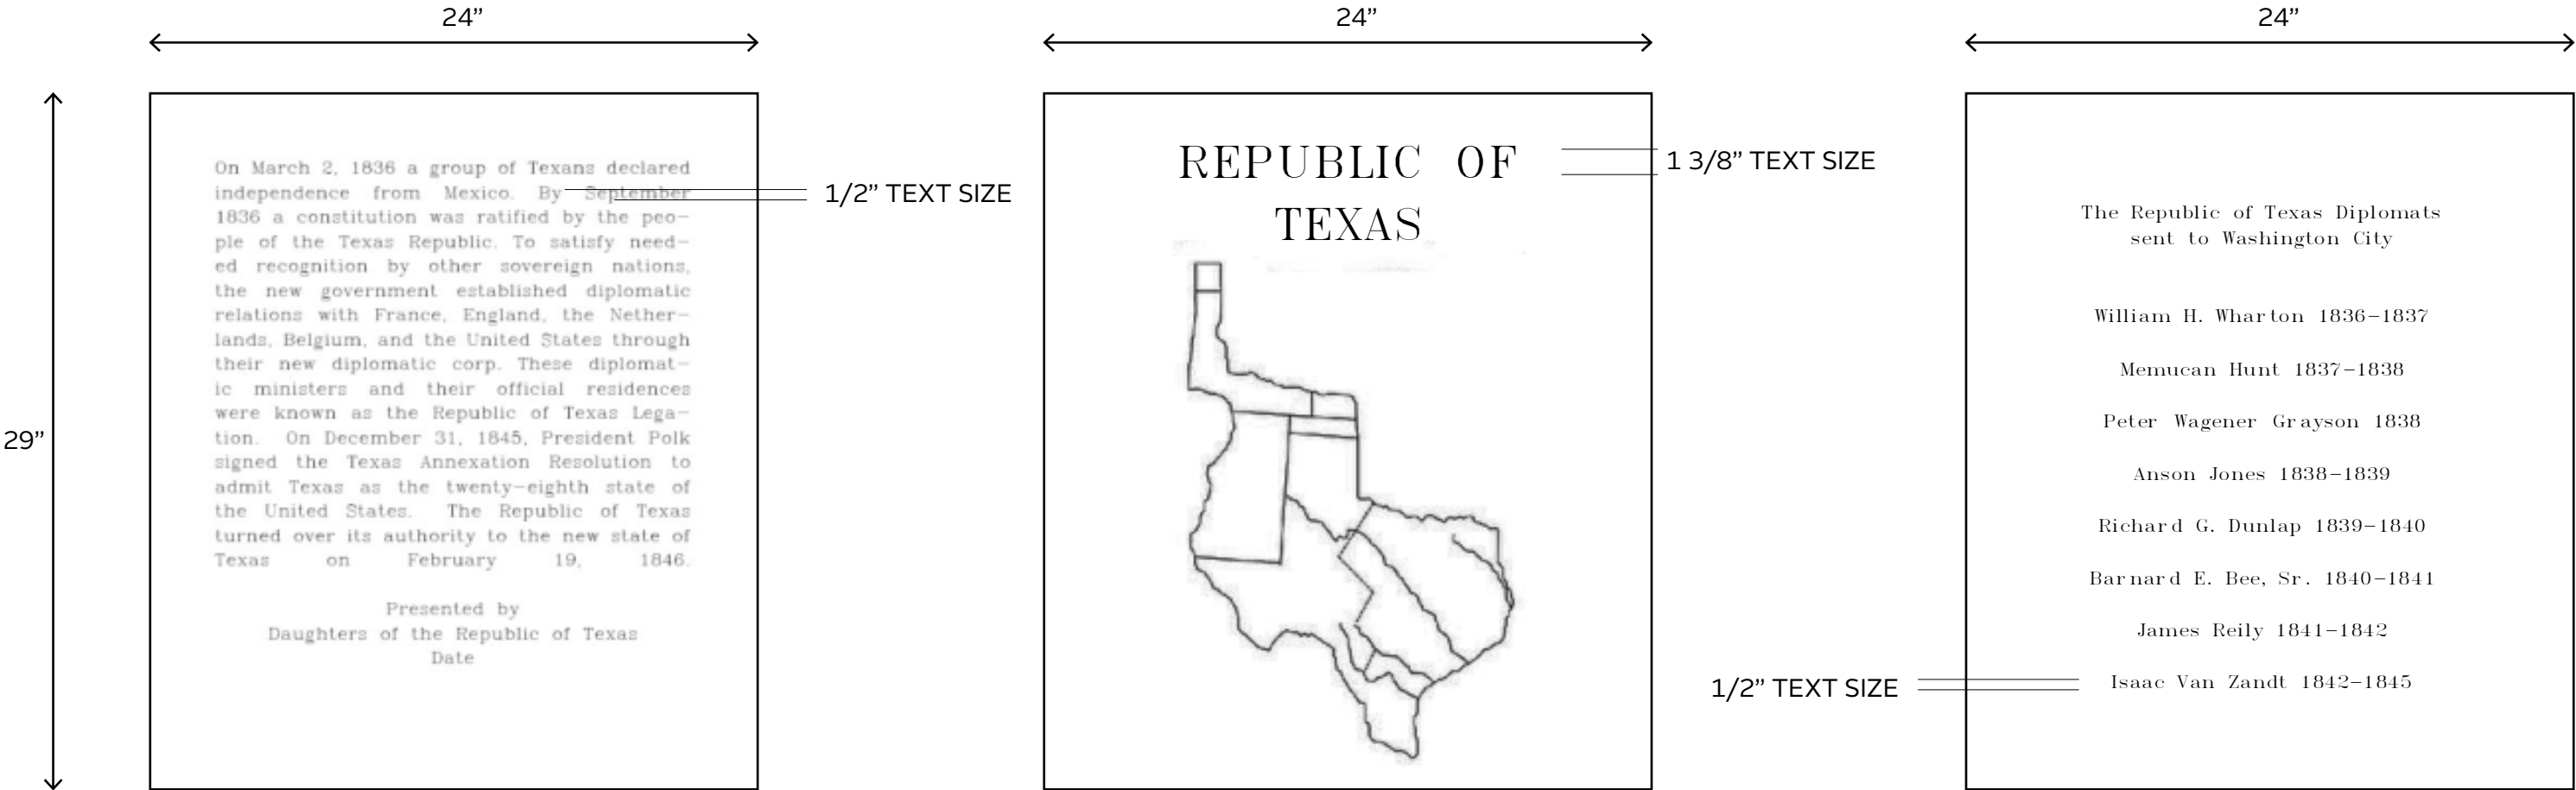 24”
24”
24”
29”
On March 2, 1836 a group of Texans declared
independence from Mexico. By September
1836 a constitution was ratified by the peo-
ple of the Texas Republic. To satisfy need-
ed recognition by other sovereign nations,
the new government established diplomatic
relations with France, England, the Nether-
lands, Belgium, and the United States through
their new diplomatic corp. These diplomat-
ic ministers and their official residences
were known as the Republic of Texas Lega-
tion. On December 31, 1845, President Polk
signed the Texas Annexation Resolution to
admit Texas as the twenty-eighth state of
the United States. The Republic of Texas
turned over its authority to the new state of
Texas on February 19, 1846.
Presented by
Daughters of the Republic of Texas
Date
1/2” TEXT SIZE
REPUBLIC OF
TEXAS
1 3/8” TEXT SIZE
The Republic of Texas Diplomats
sent to Washington City
William H. Wharton 1836-1837
Memucan Hunt 1837-1838
Peter Wagener Grayson 1838
Anson Jones 1838-1839
Richard G. Dunlap 1839-1840
Barnard E. Bee, Sr. 1840-1841
James Reily 1841-1842
Isaac Van Zandt 1842-1845
1/2” TEXT SIZE